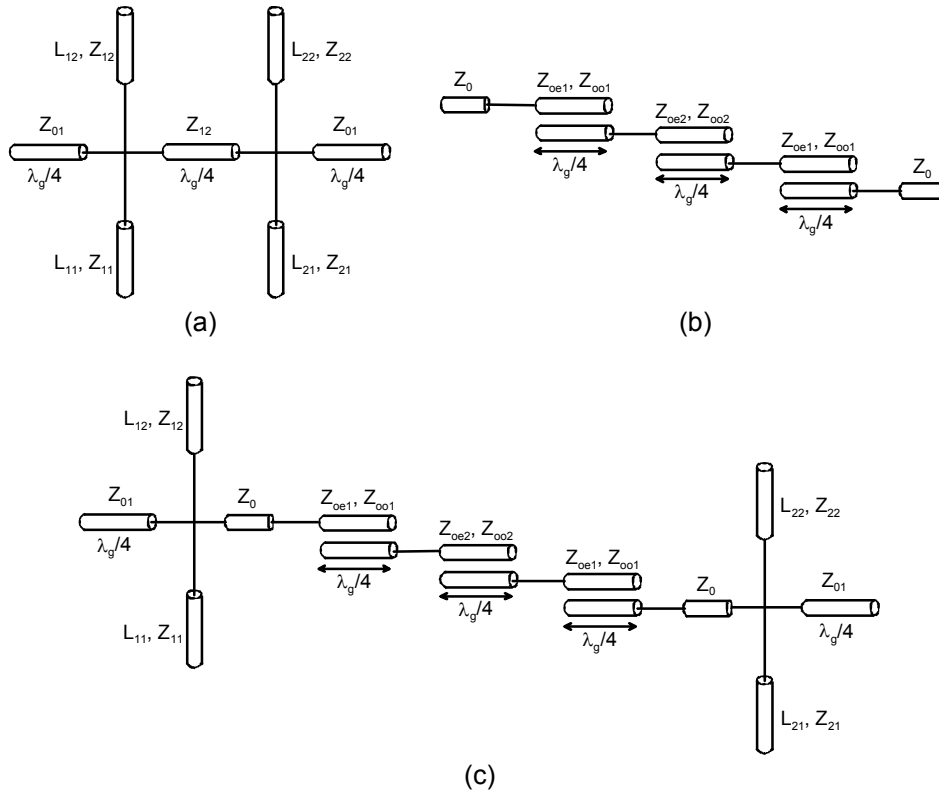 L₁₂, Z₁₂
L₂₂, Z₂₂
Z₀₁
Z₁₂
Z₀₁
λg/4
λg/4
λg/4
L₁₁, Z₁₁
L₂₁, Z₂₁
(a)
Z₀
Zoe1, Zoo1
Zoe2, Zoo2
Zoe1, Zoo1
Z₀
λg/4
λg/4
λg/4
(b)
L₁₂, Z₁₂
L₂₂, Z₂₂
Z₀₁
Z₀
Zoe1, Zoo1
Zoe2, Zoo2
Zoe1, Zoo1
Z₀
Z₀₁
λg/4
λg/4
λg/4
λg/4
λg/4
L₁₁, Z₁₁
L₂₁, Z₂₁
(c)